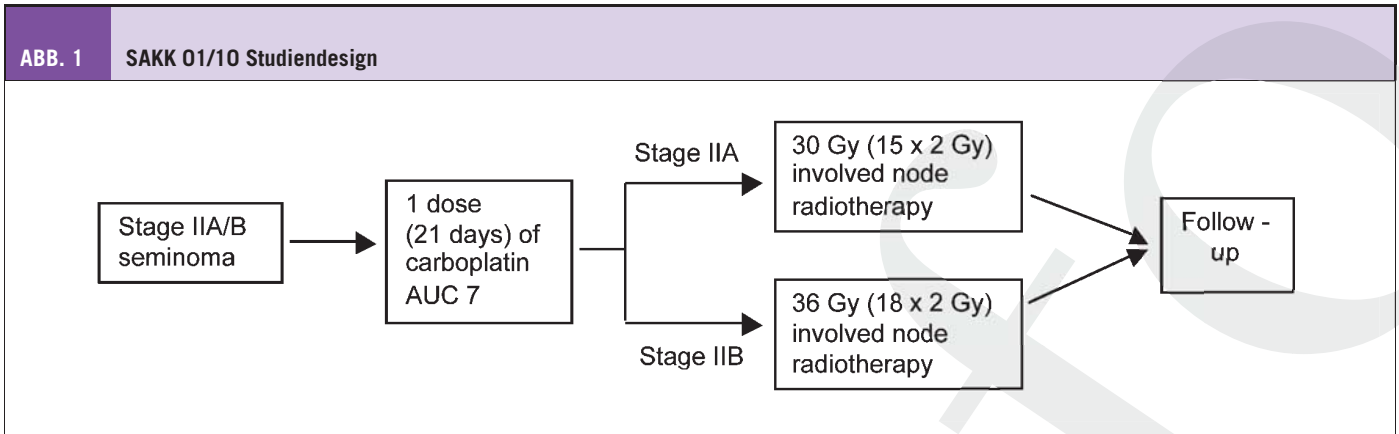 ABB. 1 SAKK 01/10 Studiendesign
Stage IIA/B
seminoma
1 dose
(21 days) of
carboplatin
AUC 7
Stage IIA
30 Gy (15 x 2 Gy)
involved node
radiotherapy
Stage IIB
36 Gy (18 x 2 Gy)
involved node
radiotherapy
Follow -
up